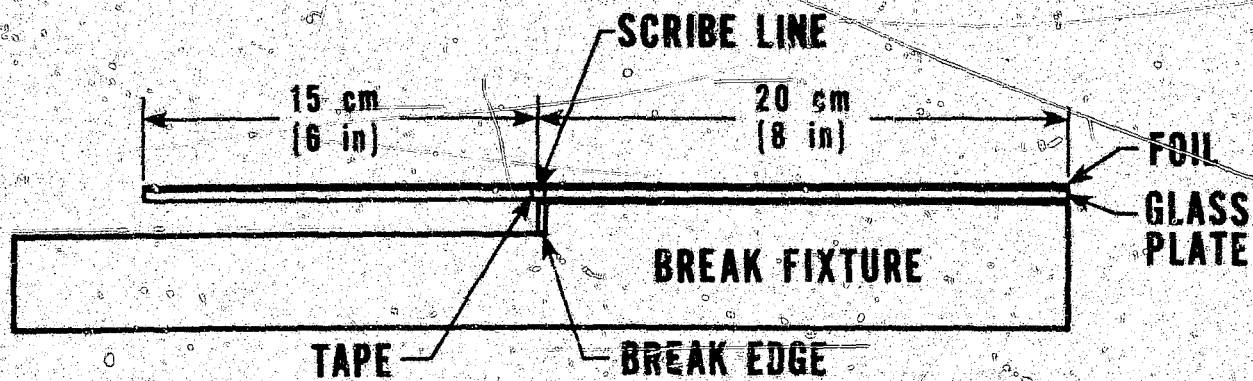 SCRIBE LINE
15 cm
(6 in)
20 cm
(8 in)
FOIL
GLASS
PLATE
BREAK FIXTURE
TAPE
BREAK EDGE